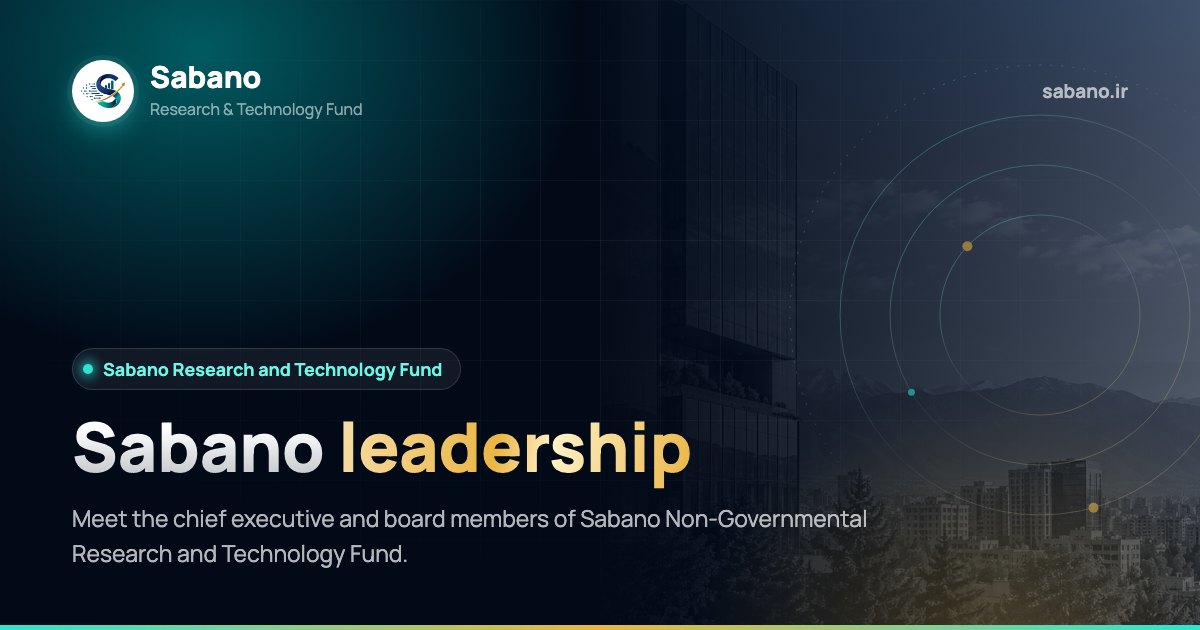 Sabano
Research & Technology Fund
sabano.ir
Sabano Research and Technology Fund
Sabano leadership
Meet the chief executive and board members of Sabano Non-Governmental
Research and Technology Fund.